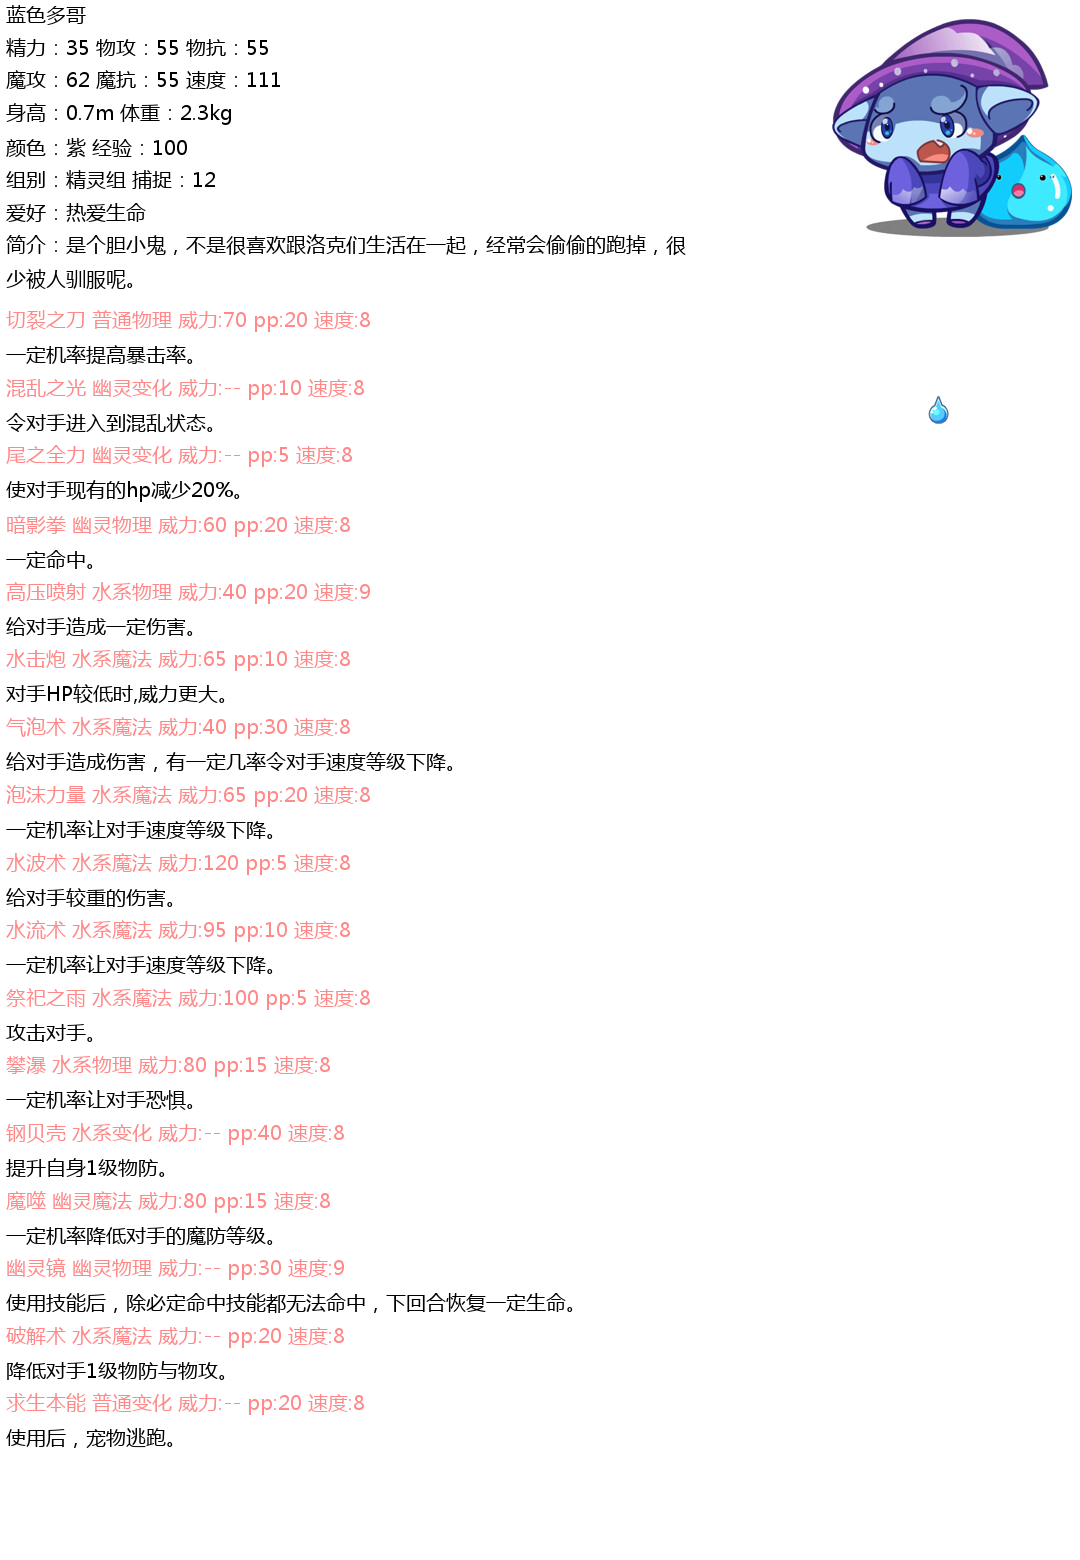 蓝色多哥
精力：35 物攻：55 物抗：55
魔攻：62 魔抗：55 速度：111
身高：0.7m 体重：2.3kg
颜色：紫 经验：100
组别：精灵组 捕捉：12
爱好：热爱生命
简介：是个胆小鬼，不是很喜欢跟洛克们生活在一起，经常会偷偷的跑掉，很
少被人驯服呢。
切裂之刀 普通物理 威力:70 pp:20 速度:8
一定机率提高暴击率。
混乱之光 幽灵变化 威力:-- pp:10 速度:8
令对手进入到混乱状态。
尾之全力 幽灵变化 威力:-- pp:5 速度:8
使对手现有的hp减少20%。
暗影拳 幽灵物理 威力:60 pp:20 速度:8
一定命中。
高压喷射 水系物理 威力:40 pp:20 速度:9
给对手造成一定伤害。
水击炮 水系魔法 威力:65 pp:10 速度:8
对手HP较低时,威力更大。
气泡术 水系魔法 威力:40 pp:30 速度:8
给对手造成伤害，有一定几率令对手速度等级下降。
泡沫力量 水系魔法 威力:65 pp:20 速度:8
一定机率让对手速度等级下降。
水波术 水系魔法 威力:120 pp:5 速度:8
给对手较重的伤害。
水流术 水系魔法 威力:95 pp:10 速度:8
一定机率让对手速度等级下降。
祭祀之雨 水系魔法 威力:100 pp:5 速度:8
攻击对手。
攀瀑 水系物理 威力:80 pp:15 速度:8
一定机率让对手恐惧。
钢贝壳 水系变化 威力:-- pp:40 速度:8
提升自身1级物防。
魔噬 幽灵魔法 威力:80 pp:15 速度:8
一定机率降低对手的魔防等级。
幽灵镜 幽灵物理 威力:-- pp:30 速度:9
使用技能后，除必定命中技能都无法命中，下回合恢复一定生命。
破解术 水系魔法 威力:-- pp:20 速度:8
降低对手1级物防与物攻。
求生本能 普通变化 威力:-- pp:20 速度:8
使用后，宠物逃跑。